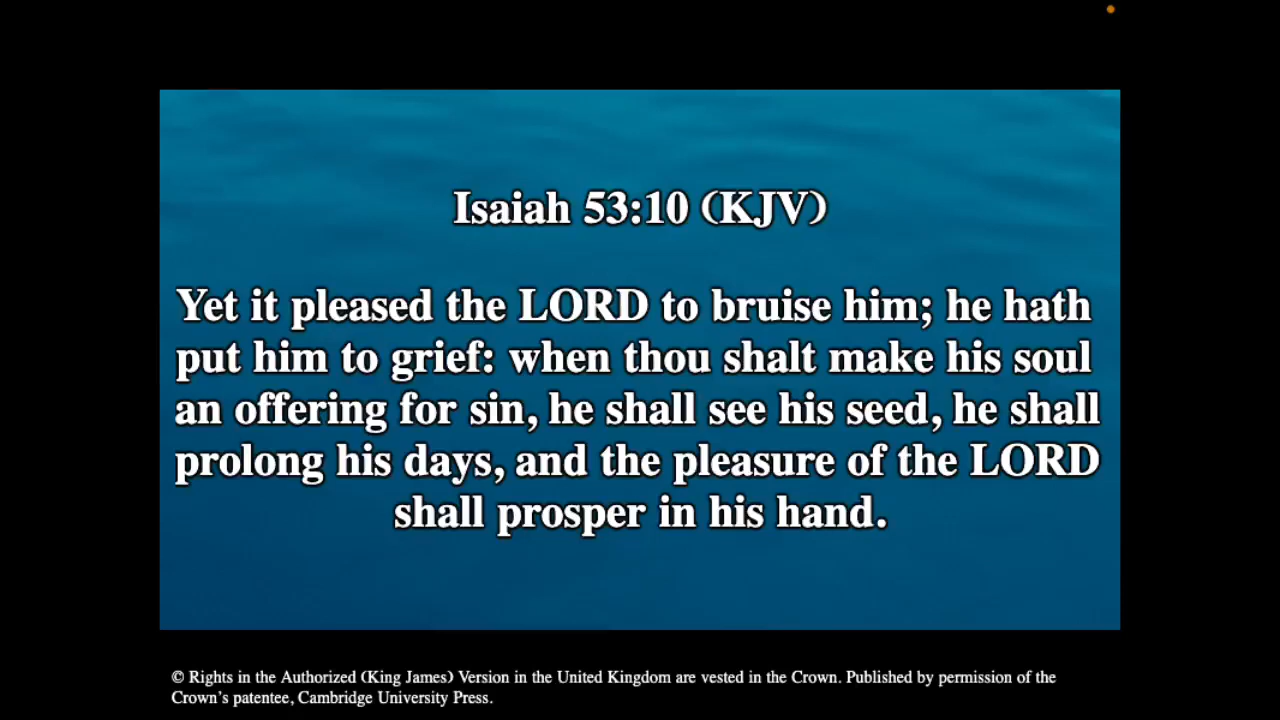 Isaiah 53:10 (KJV)
Yet it pleased the LORD to bruise him; he hath
put him to grief: when thou shalt make his soul
an offering for sin, he shall see his seed, he shall
prolong his days, and the pleasure of the LORD
shall prosper in his hand.
© Rights in the Authorized (King James) Version in the United Kingdom are vested in the Crown. Published by permission of the
Crown’s patentee, Cambridge University Press.